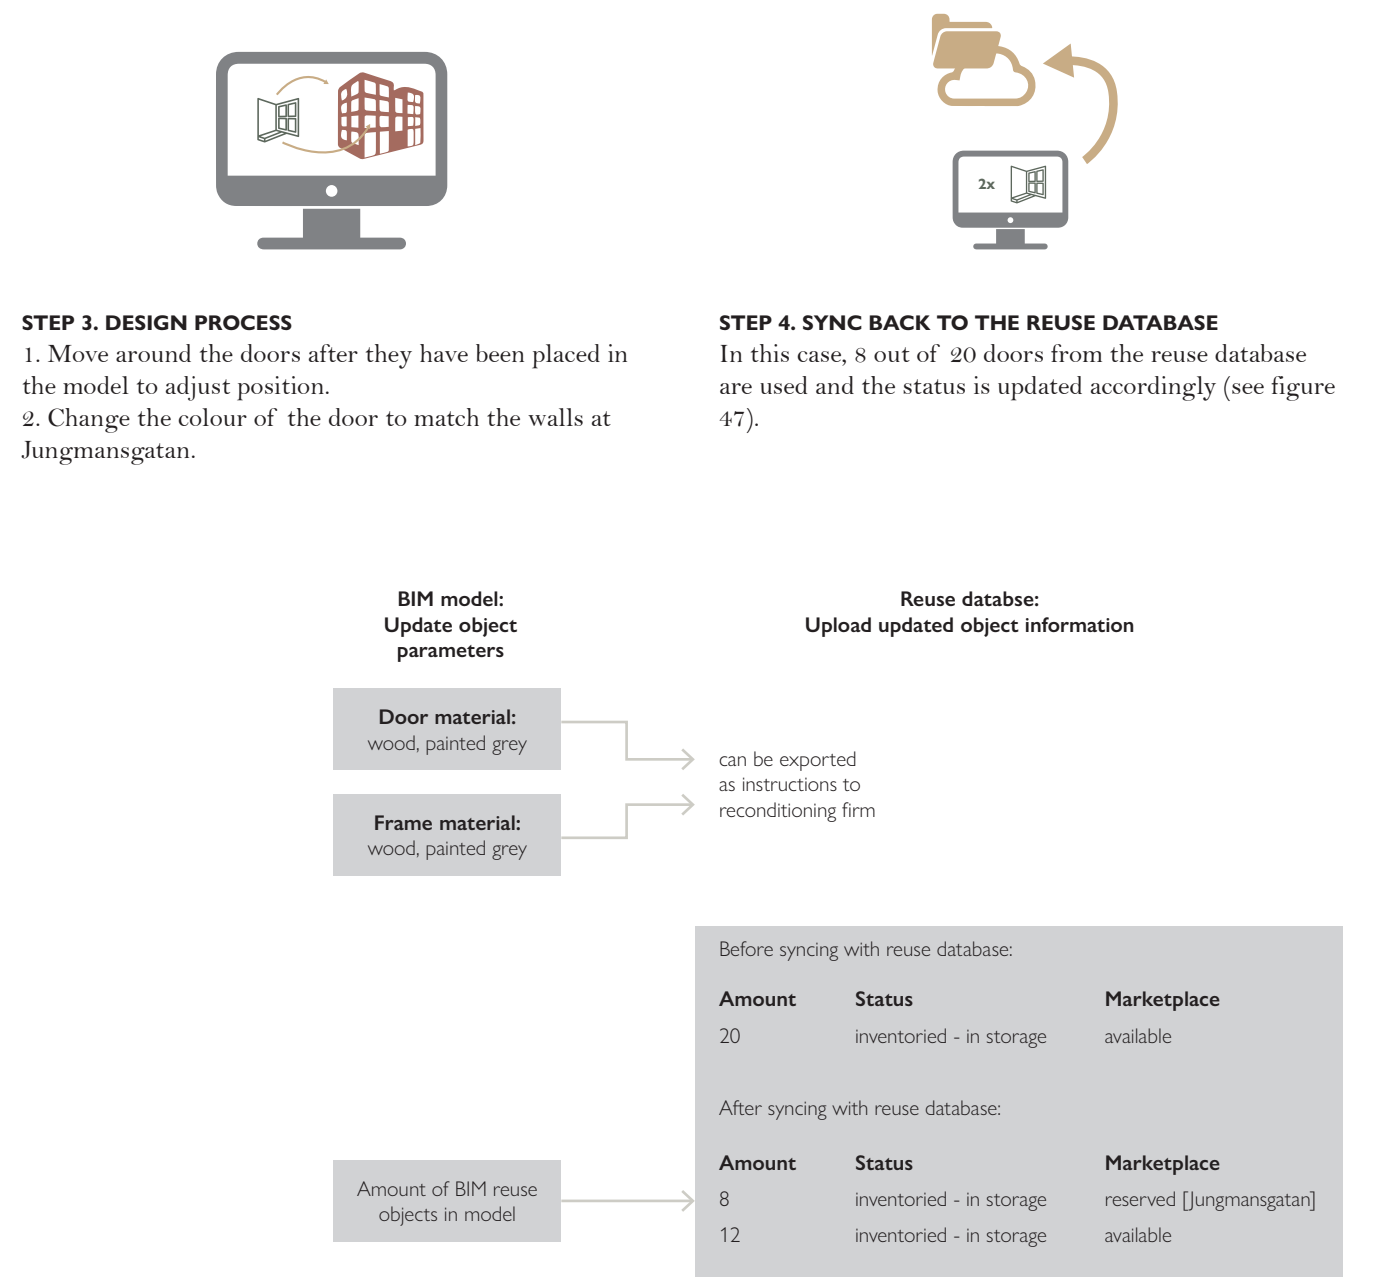 2x
STEP 3. DESIGN PROCESS
1. Move around the doors after they have been placed in
the model to adjust position.
2. Change the colour of the door to match the walls at
Jungmansgatan.
STEP 4. SYNC BACK TO THE REUSE DATABASE
In this case, 8 out of 20 doors from the reuse database
are used and the status is updated accordingly (see figure
47).
BIM model:
Update object
parameters
Reuse databse:
Upload updated object information
Door material:
wood, painted grey
Frame material:
wood, painted grey
can be exported
as instructions to
reconditioning firm
Before syncing with reuse database:
Amount Status Marketplace
20 inventoried - in storage available
After syncing with reuse database:
Amount Status Marketplace
8 inventoried - in storage reserved [Jungmansgatan]
12 inventoried - in storage available
Amount of BIM reuse
objects in model